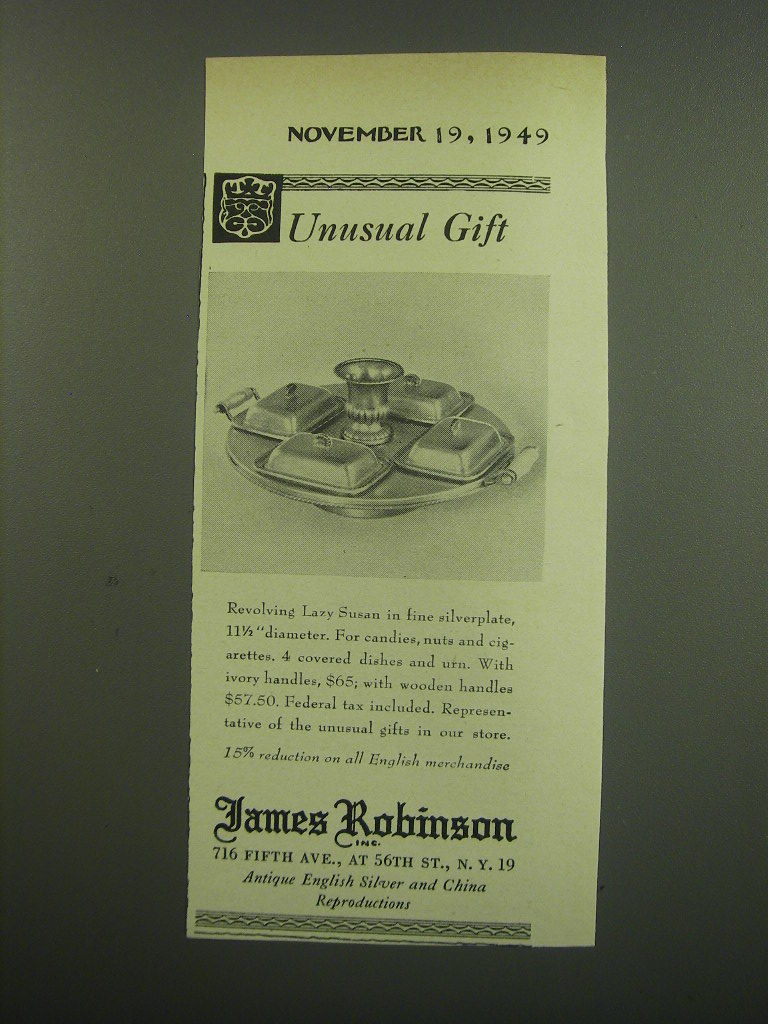 NOVEMBER 19, 1949
Unusual Gift
Revolving Lazy Susan in fine silverplate,
11½" diameter. For candies, nuts and cig-
arettes. 4 covered dishes and urn. With
ivory handles, $65; with wooden handles
$57.50. Federal tax included. Represen-
tative of the unusual gifts in our store.
15% reduction on all English merchandise
James Robinson
INC.
716 FIFTH AVE., AT 56TH ST., N. Y. 19
Antique English Silver and China
Reproductions